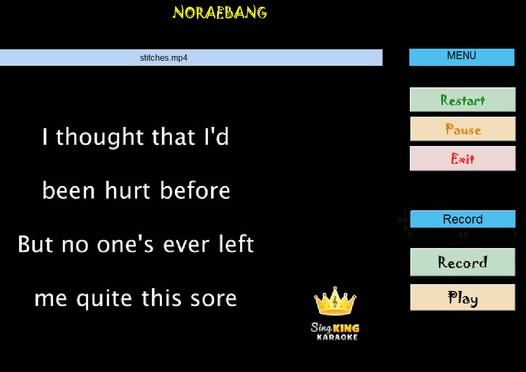 NORAEBANG
stitches.mp4
MENU
Restart
Pause
Exit
I thought that I'd
been hurt before
But no one's ever left
me quite this sore
Sing KING
KARAOKE
Record
Record
Play